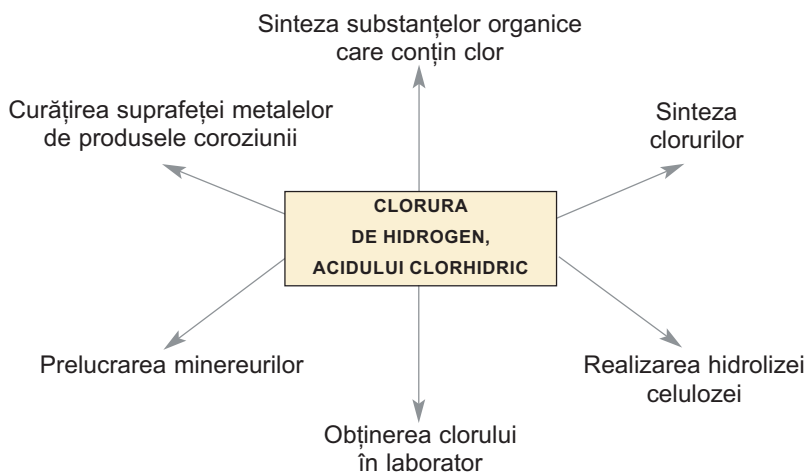 Sinteza substanțelor organice
care conțin clor
Curățirea suprafeței metalelor
de produsele coroziunii
Sinteza
clorurilor
CLORURA
DE HIDROGEN,
ACIDULUI CLORHIDRIC
Prelucrarea minereurilor
Realizarea hidrolizei
celulozei
Obținerea clorului
în laborator